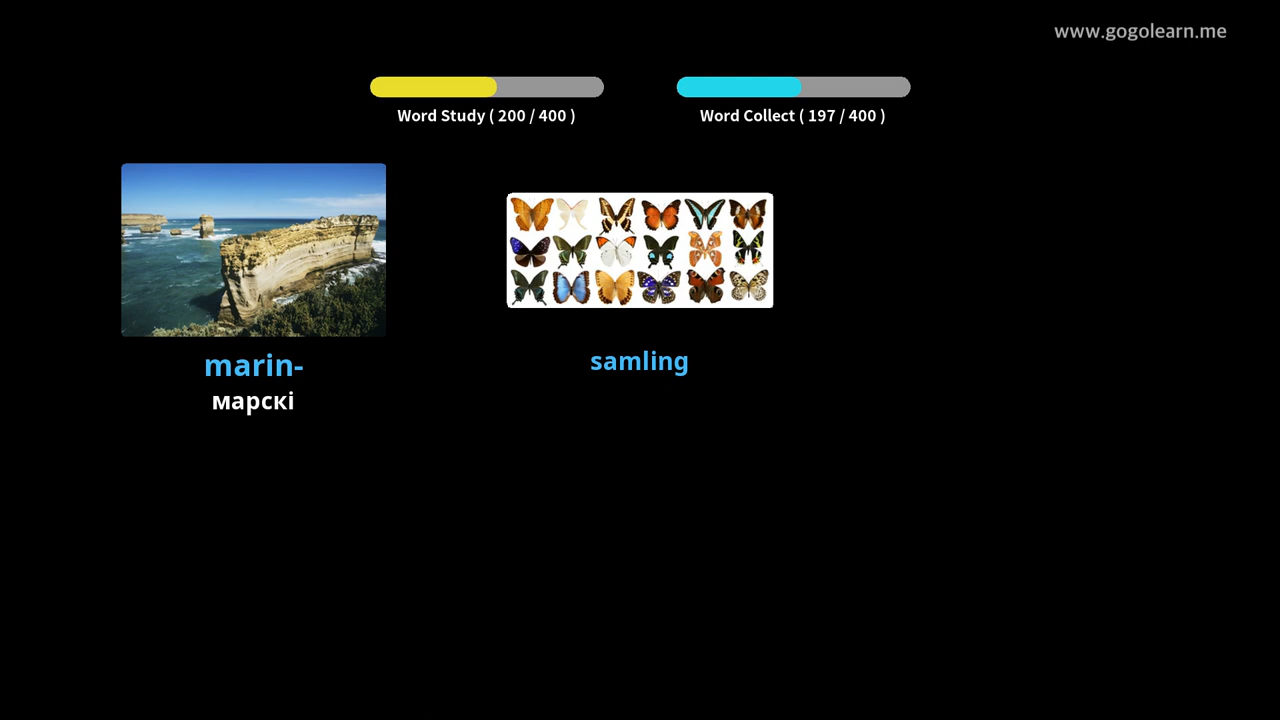 www.gogolearn.me
Word Study ( 200 / 400 )
Word Collect ( 197 / 400 )
marin-
марскі
samling